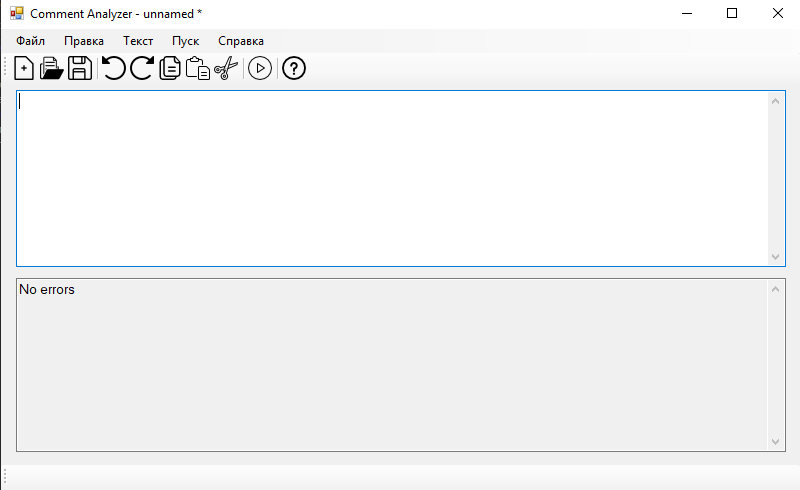 Comment Analyzer - unnamed *
Файл Правка Текст Пуск Справка
No errors